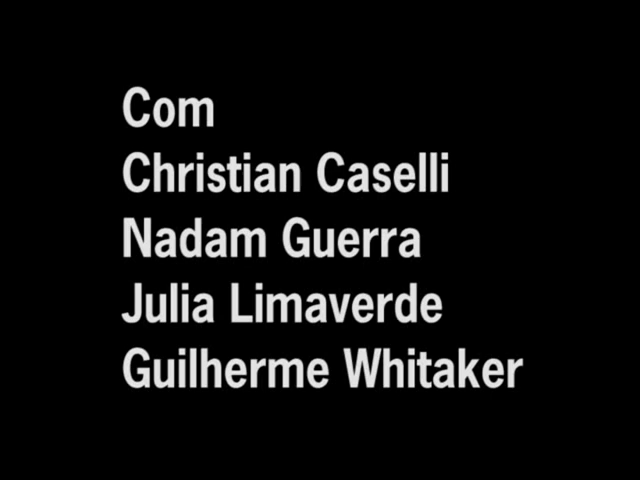 Com
Christian Caselli
Nadam Guerra
Julia Limaverde
Guilherme Whitaker